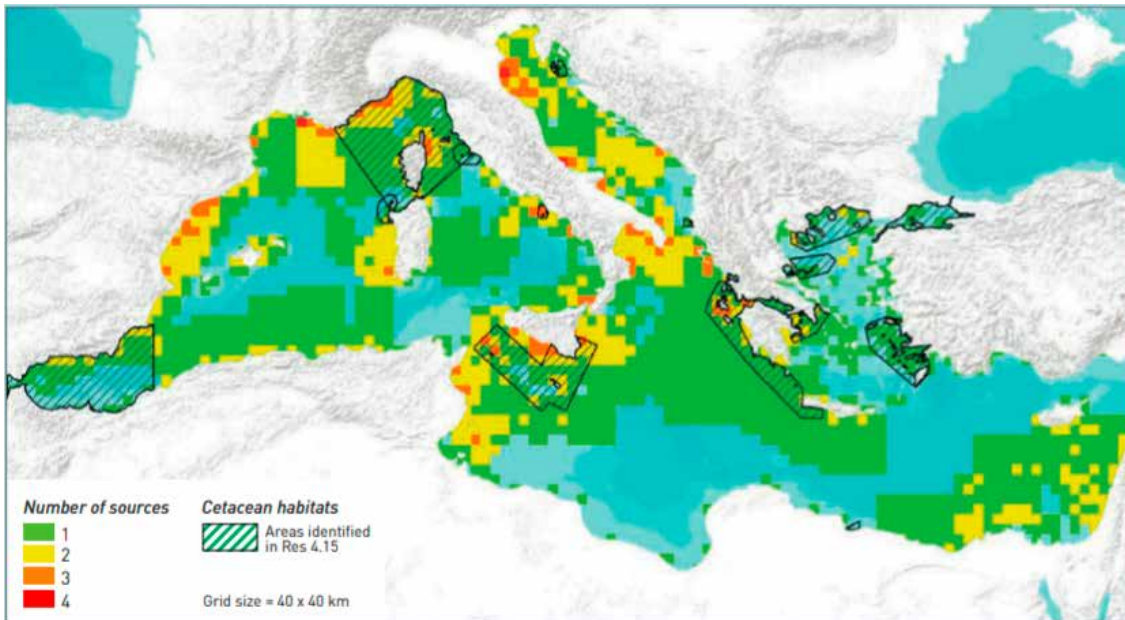 Number of sources
1
2
3
4
Cetacean habitats
Areas identified
in Res 4.15
Grid size = 40 x 40 km